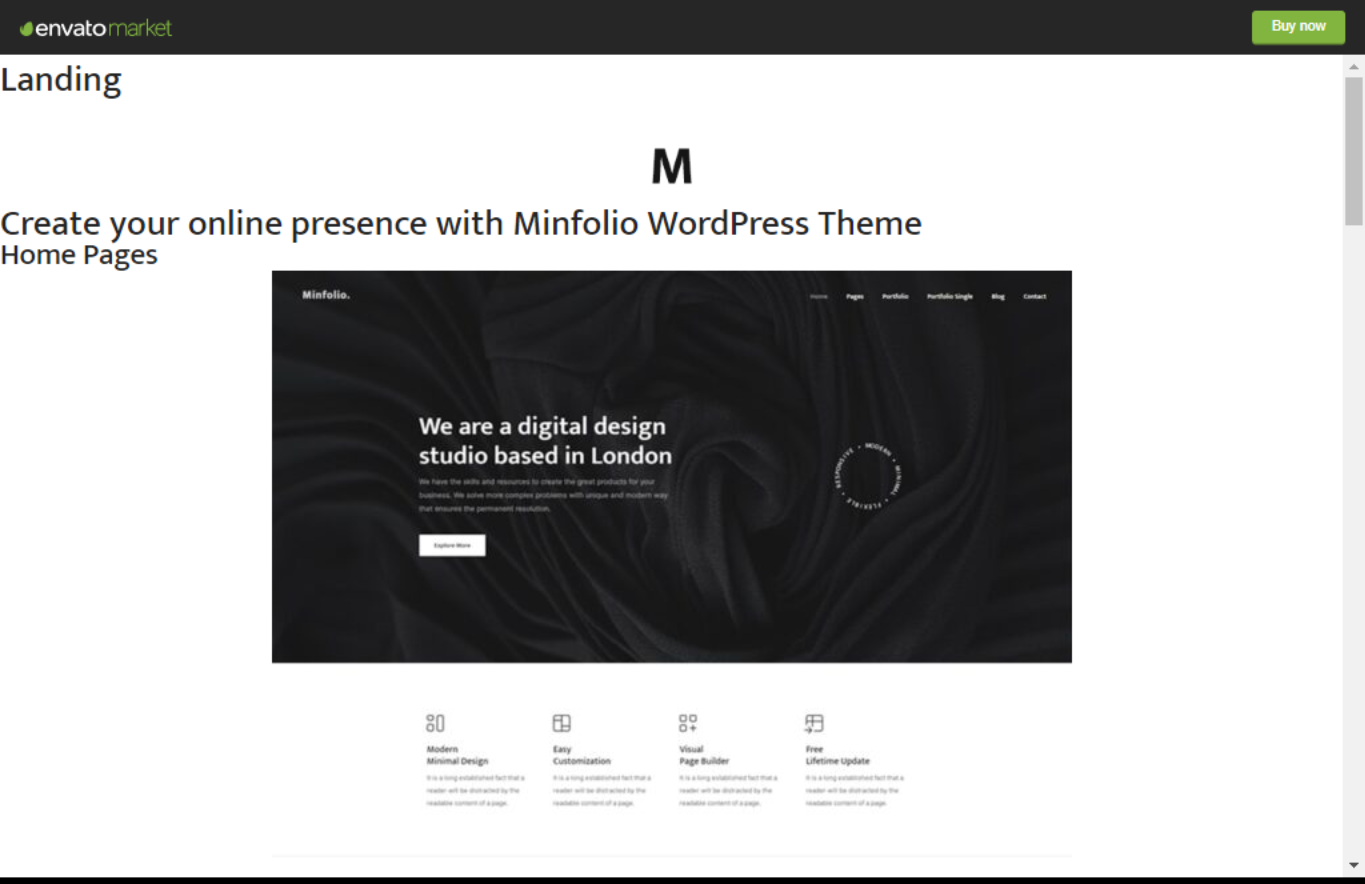 envatomarket
Buy now
Landing
M
Create your online presence with Minfolio WordPress Theme
Home Pages
Minfolio.
Home Pages Portfolio Portfolio Single Blog Contact
We are a digital design
studio based in London
We have the skills and resources to create the great products for your
business. We solve more complex problems with unique and modern way
that ensures the permanent resolution.
RESPONSIVE • MODERN • MINIMAL • FLEXIBLE •
Explore More
Modern
Minimal Design
It is a long established fact that a
reader will be distracted by the
readable content of a page.
Easy
Customization
It is a long established fact that a
reader will be distracted by the
readable content of a page.
Visual
Page Builder
It is a long established fact that a
reader will be distracted by the
readable content of a page.
Free
Lifetime Update
It is a long established fact that a
reader will be distracted by the
readable content of a page.